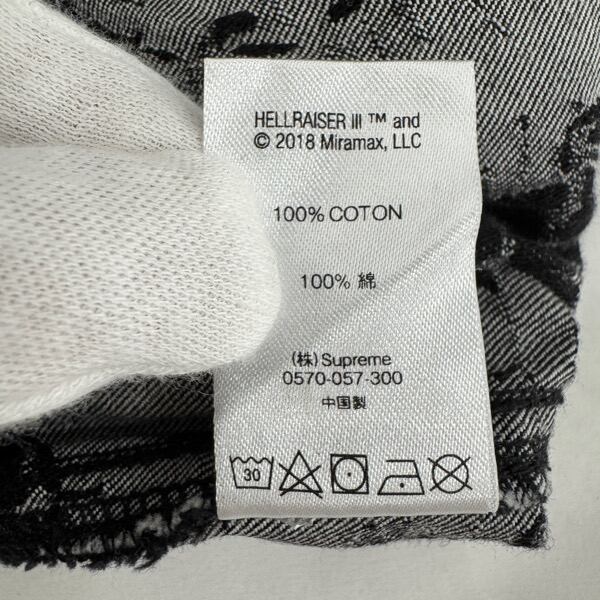 HELLRAISER III ™ and
© 2018 Miramax, LLC
100% COTON
100% 綿
(株) Supreme
0570-057-300
中国製
30